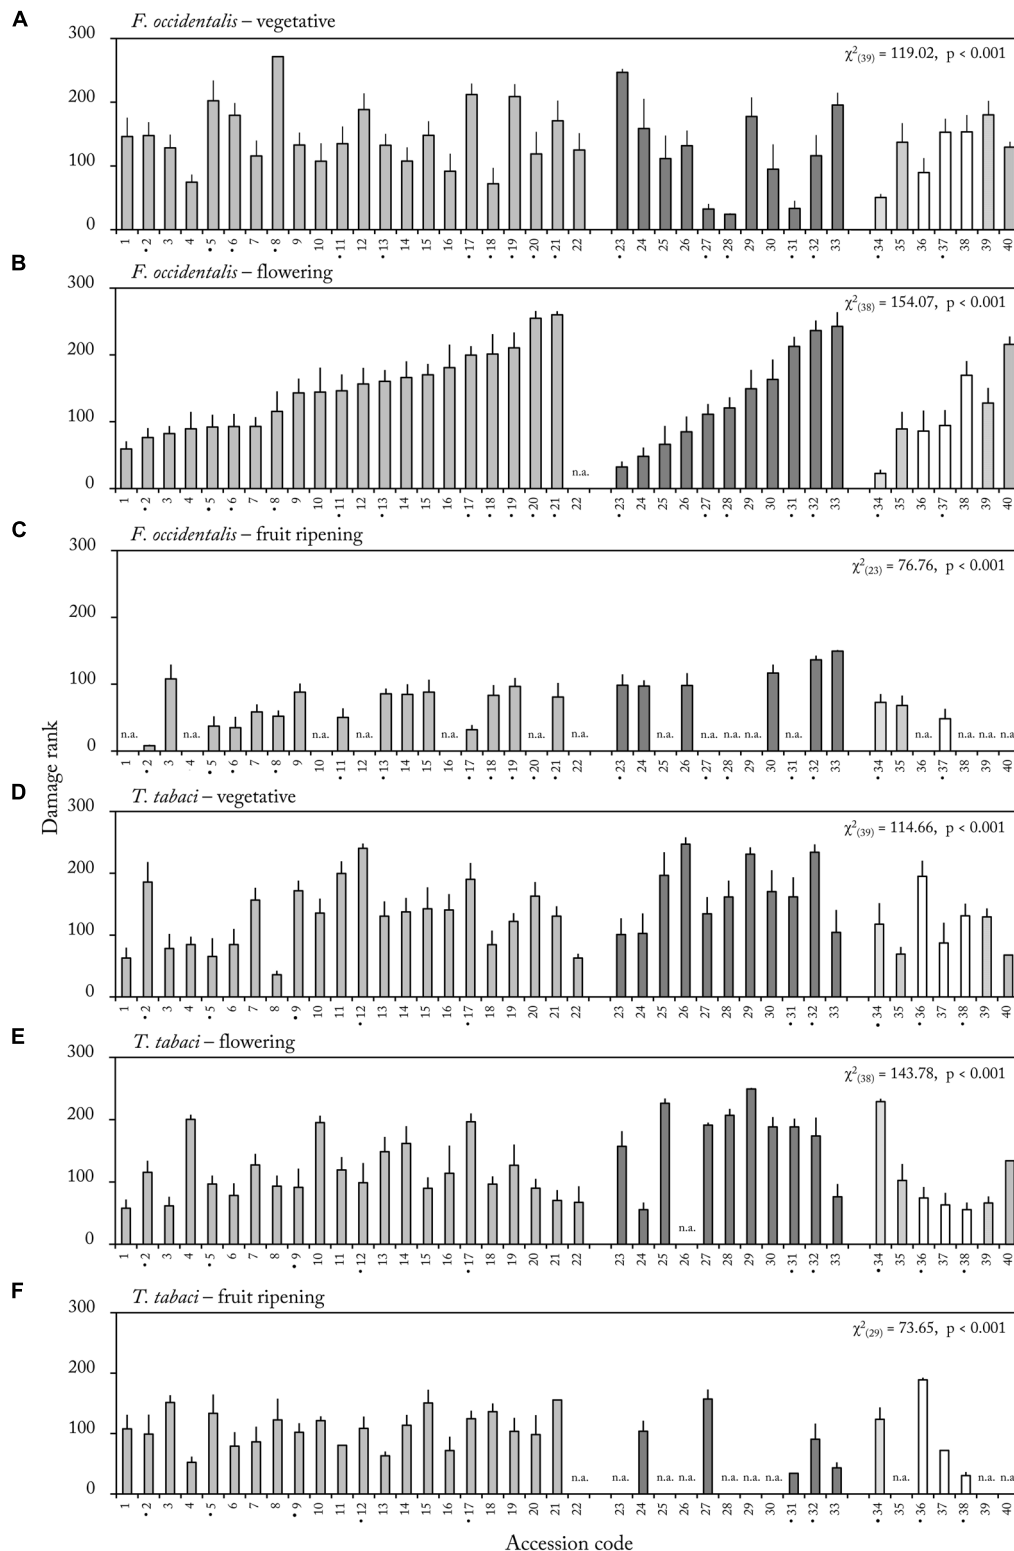 A
F. occidentalis – vegetative
χ²(39) = 119.02, p < 0.001
300
200
100
0
1 •2 3 4 •5 •6 7 •8 9 10 •11 12 •13 14 15 16 •17 •18 •19 •20 •21 22 •23 24 25 26 •27 •28 29 30 •31 •32 33 •34 35 36 •37 38 39 40
B
F. occidentalis – flowering
χ²(38) = 154.07, p < 0.001
300
200
100
n.a.
0
1 •2 3 4 •5 •6 7 •8 9 10 •11 12 •13 14 15 16 •17 •18 •19 •20 •21 22 •23 24 25 26 •27 •28 29 30 •31 •32 33 •34 35 36 •37 38 39 40
C
F. occidentalis – fruit ripening
χ²(23) = 76.76, p < 0.001
300
200
100
n.a. n.a. n.a. n.a. n.a. n.a. n.a. n.a. n.a. n.a. n.a. n.a. n.a. n.a. n.a. n.a.
0
1 •2 3 4 •5 •6 7 •8 9 10 •11 12 •13 14 15 16 •17 •18 •19 •20 •21 22 •23 24 25 26 •27 •28 29 30 •31 •32 33 •34 35 36 •37 38 39 40
Damage rank
D
T. tabaci – vegetative
χ²(39) = 114.66, p < 0.001
300
200
100
0
1 •2 3 4 •5 6 7 8 •9 10 11 •12 13 14 15 16 •17 18 19 20 21 22 23 24 25 26 27 28 29 30 •31 •32 33 •34 35 •36 37 •38 39 40
E
T. tabaci – flowering
χ²(38) = 143.78, p < 0.001
300
200
100
n.a.
0
1 •2 3 4 •5 6 7 8 •9 10 11 •12 13 14 15 16 •17 18 19 20 21 22 23 24 25 26 27 28 29 30 •31 •32 33 •34 35 •36 37 •38 39 40
F
T. tabaci – fruit ripening
χ²(29) = 73.65, p < 0.001
300
200
100
n.a. n.a. n.a. n.a. n.a. n.a. n.a. n.a. n.a. n.a.
0
1 •2 3 4 •5 6 7 8 •9 10 11 •12 13 14 15 16 •17 18 19 20 21 22 23 24 25 26 27 28 29 30 •31 •32 33 •34 35 •36 37 •38 39 40
Accession code